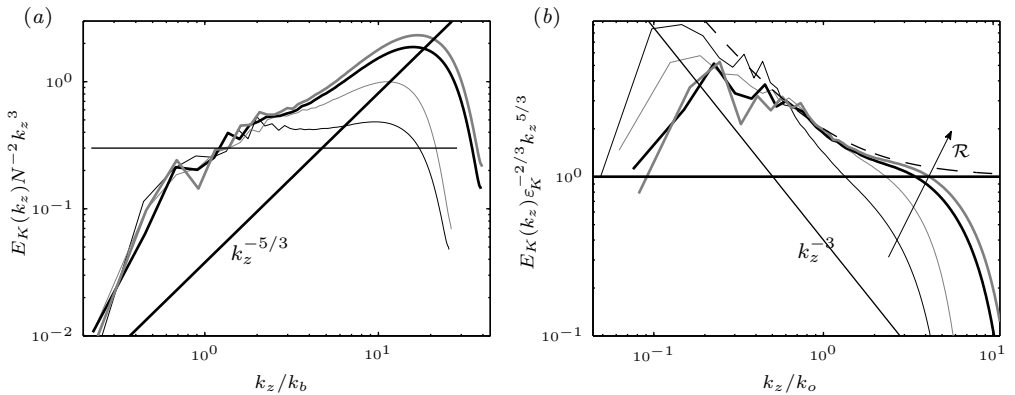 (a)
E_K(k_z)N^{-2}k_z^3
10^0
10^{-1}
10^{-2}
k_z^{-5/3}
10^0
10^1
k_z/k_b
(b)
E_K(k_z)ε_K^{-2/3}k_z^{5/3}
10^1
10^0
10^{-1}
R
k_z^{-3}
10^{-1}
10^0
10^1
k_z/k_o